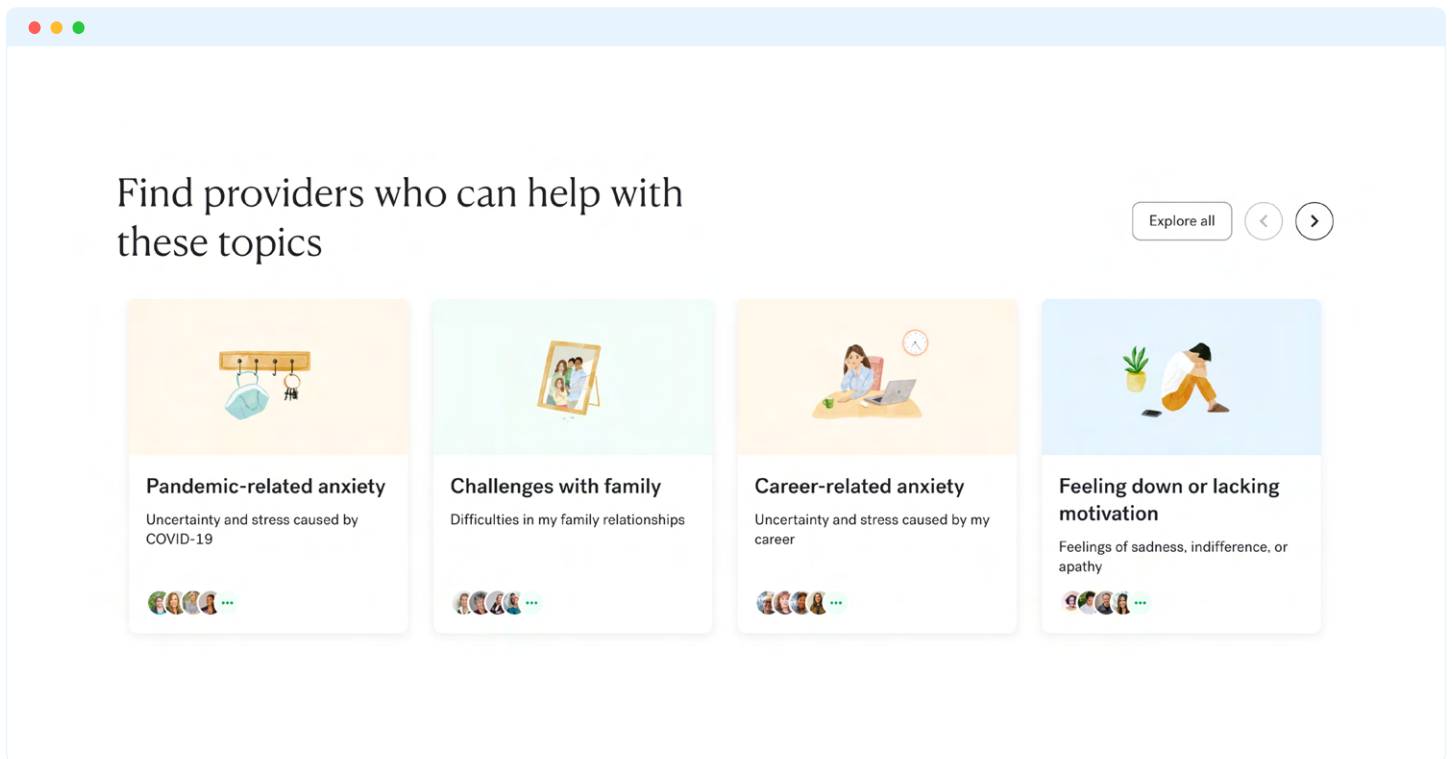 Find providers who can help with
these topics
Explore all
Pandemic-related anxiety
Uncertainty and stress caused by
COVID-19
Challenges with family
Difficulties in my family relationships
Career-related anxiety
Uncertainty and stress caused by my
career
Feeling down or lacking
motivation
Feelings of sadness, indifference, or
apathy